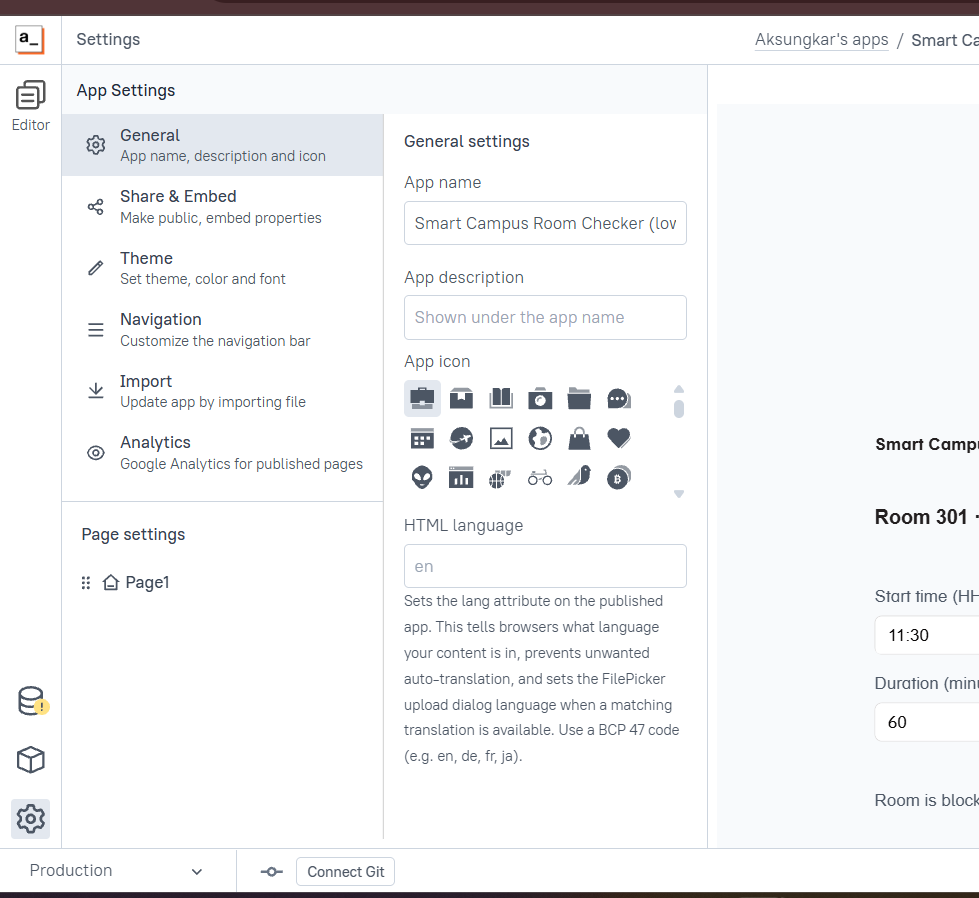 a_
Settings
Aksungkar's apps / Smart Ca
App Settings
Editor
General
App name, description and icon
Share & Embed
Make public, embed properties
Theme
Set theme, color and font
Navigation
Customize the navigation bar
Import
Update app by importing file
Analytics
Google Analytics for published pages
Page settings
Page1
General settings
App name
Smart Campus Room Checker (lov
App description
Shown under the app name
App icon
HTML language
en
Sets the lang attribute on the published
app. This tells browsers what language
your content is in, prevents unwanted
auto-translation, and sets the FilePicker
upload dialog language when a matching
translation is available. Use a BCP 47 code
(e.g. en, de, fr, ja).
Smart Campu
Room 301 ·
Start time (HH
11:30
Duration (minu
60
Room is block
Production
Connect Git